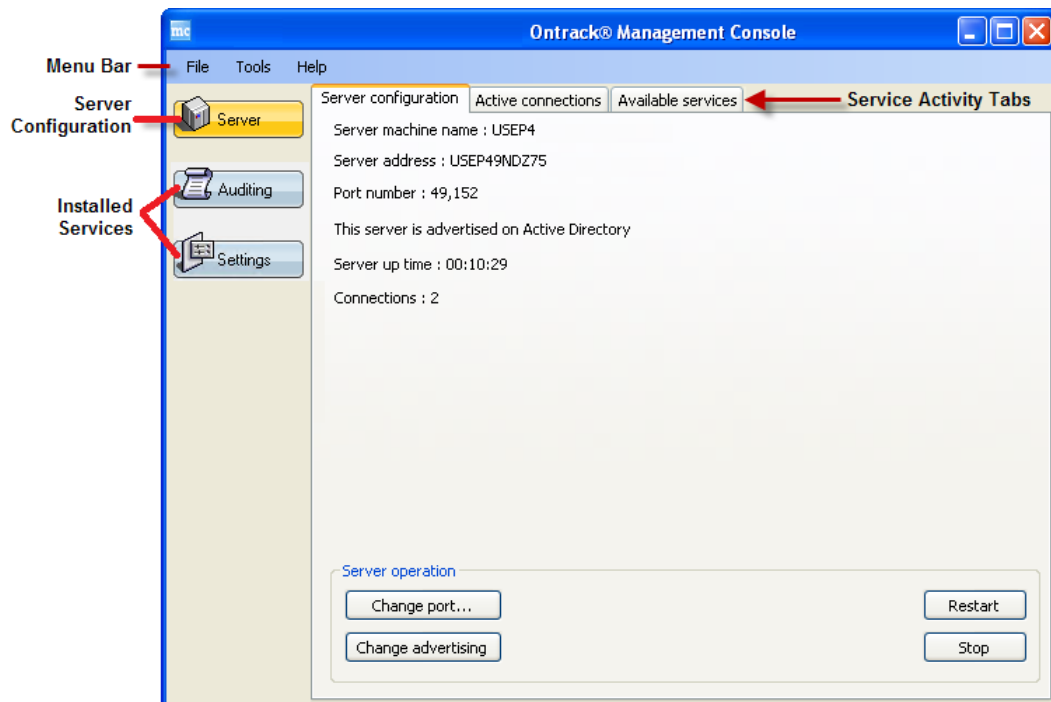 mc Ontrack® Management Console
Menu Bar File Tools Help
Server Configuration
Server
Server configuration Active connections Available services
Service Activity Tabs
Server machine name : USEP4
Server address : USEP49NDZ75
Port number : 49,152
This server is advertised on Active Directory
Server up time : 00:10:29
Connections : 2
Installed Services
Auditing
Settings
Server operation
Change port... Restart
Change advertising Stop